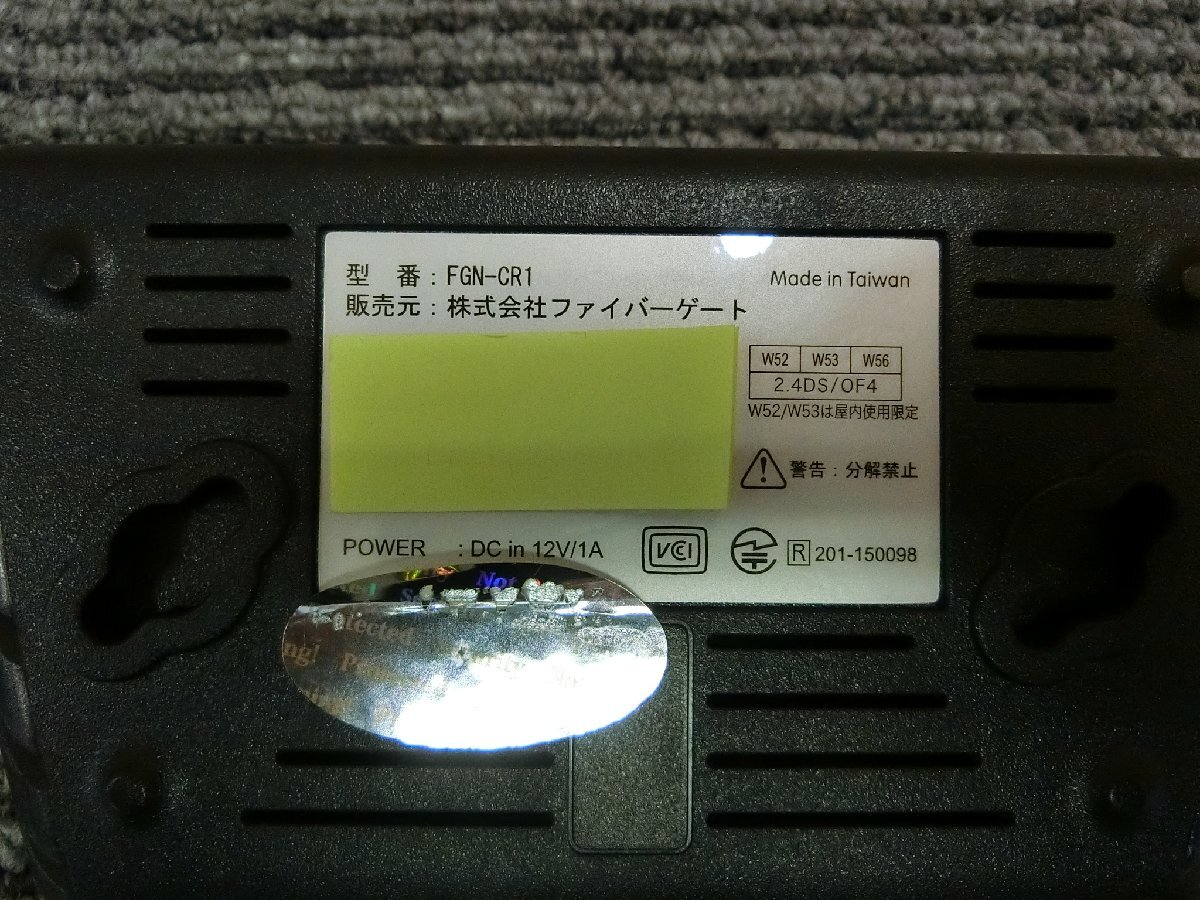 型 番 : FGN-CR1
Made in Taiwan
販売元 : 株式会社ファイバーゲート
W52 W53 W56
2.4DS/OF4
W52/W53は屋内使用限定
警告 : 分解禁止
POWER : DC in 12V/1A
VCCI
R 201-150098
Not